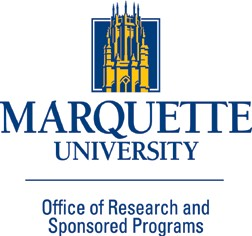 MARQUETTE
UNIVERSITY
Office of Research and
Sponsored Programs